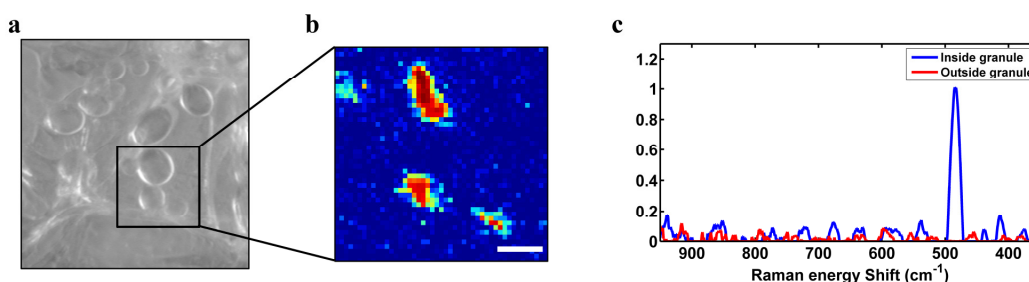 a
b
c
1.2
1
0.8
0.6
0.4
0.2
0
Inside granule
Outside granule
900 800 700 600 500 400
Raman energy Shift (cm⁻¹)